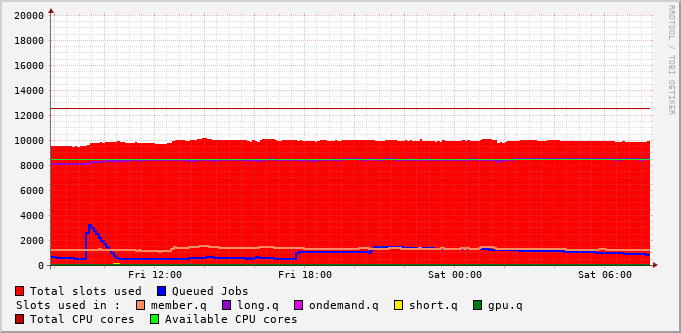 RRDTOOL / TOBI OETIKER
20000
18000
16000
14000
12000
10000
8000
6000
4000
2000
0
Fri 12:00 Fri 18:00 Sat 00:00 Sat 06:00
Total slots used Queued Jobs
Slots used in : member.q long.q ondemand.q short.q gpu.q
Total CPU cores Available CPU cores